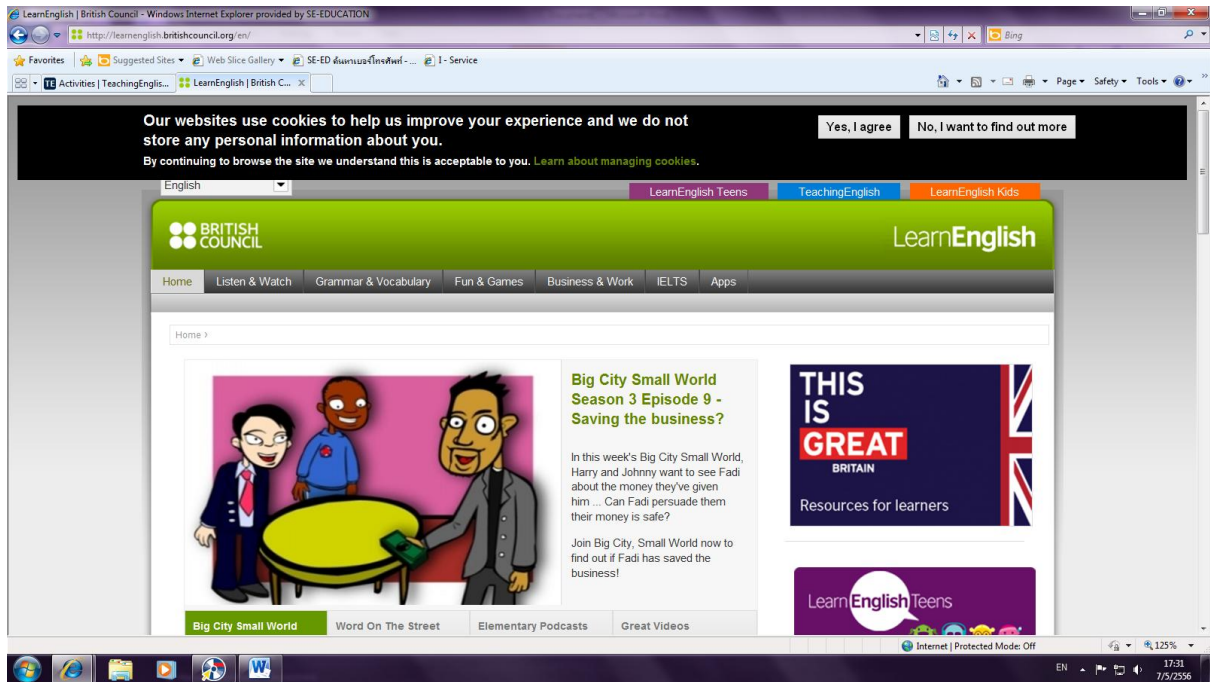 LearnEnglish | British Council - Windows Internet Explorer provided by SE-EDUCATION
http://learnenglish.britishcouncil.org/en/
Bing
Favorites Suggested Sites Web Slice Gallery SE-ED ค้นหาเบอร์โทรศัพท์ - ... I - Service
TE Activities | TeachingEnglis... LearnEnglish | British C... X Page Safety Tools
Our websites use cookies to help us improve your experience and we do not
store any personal information about you.
By continuing to browse the site we understand this is acceptable to you. Learn about managing cookies.
Yes, I agree No, I want to find out more
English LearnEnglish Teens TeachingEnglish LearnEnglish Kids
BRITISH
COUNCIL
LearnEnglish
Home Listen & Watch Grammar & Vocabulary Fun & Games Business & Work IELTS Apps
Home >
Big City Small World
Season 3 Episode 9 -
Saving the business?
In this week's Big City Small World,
Harry and Johnny want to see Fadi
about the money they've given
him ... Can Fadi persuade them
their money is safe?
Join Big City, Small World now to
find out if Fadi has saved the
business!
THIS
IS
GREAT
BRITAIN
Resources for learners
LearnEnglish Teens
Big City Small World Word On The Street Elementary Podcasts Great Videos
Internet | Protected Mode: Off 125%
EN 17:31
7/5/2556